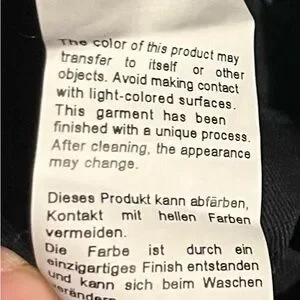 The color of this product may
transfer to itself or other
objects. Avoid making contact
with light-colored surfaces.
This garment has been
finished with a unique process.
After cleaning, the appearance
may change.
Dieses Produkt kann abfärben,
Kontakt mit hellen Farben
vermeiden.
Die Farbe ist durch ein
einzigartiges Finish entstanden
und kann sich beim Waschen